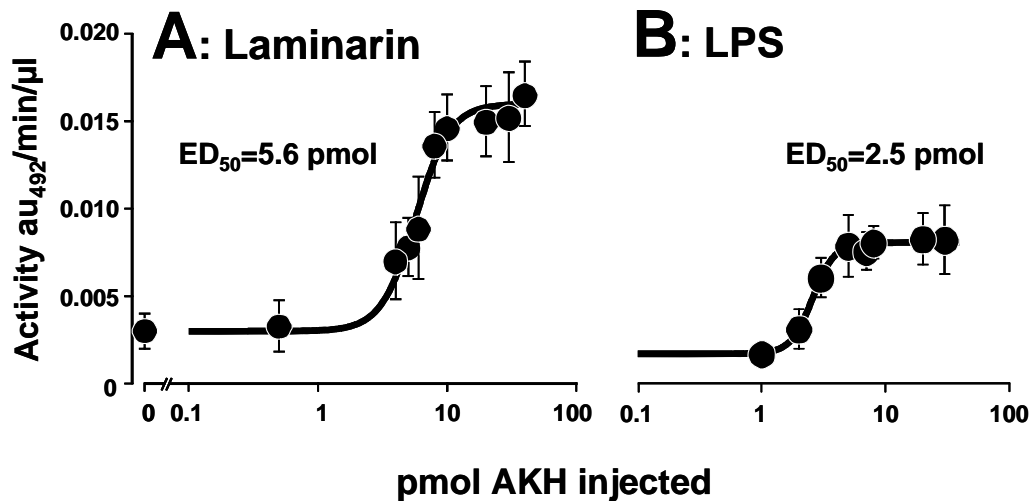 A: Laminarin
B: LPS
Activity au492/min/µl
0.020
0.015
0.010
0.005
0
ED50=5.6 pmol
ED50=2.5 pmol
0 0.1 1 10 100
0.1 1 10 100
pmol AKH injected